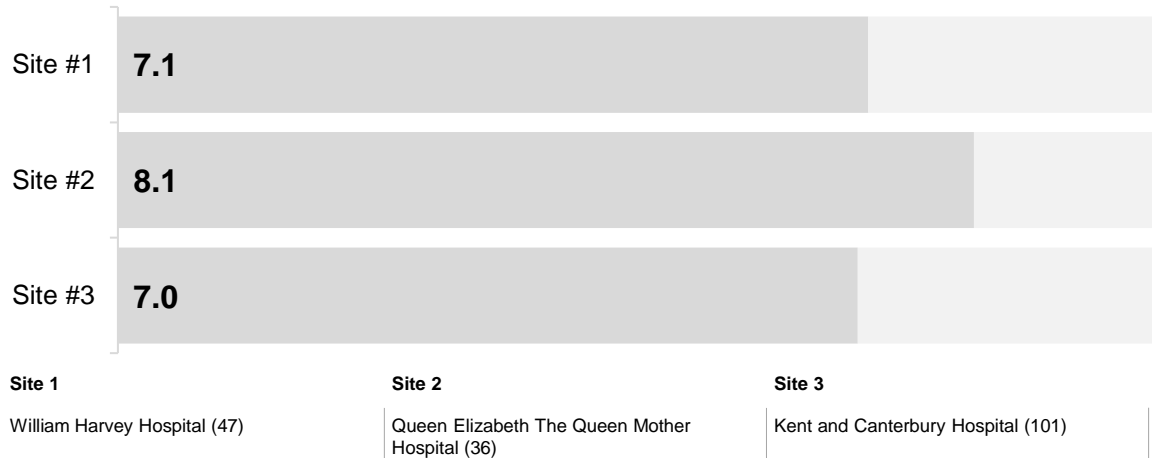 Site #1 7.1
Site #2 8.1
Site #3 7.0
Site 1
William Harvey Hospital (47)
Site 2
Queen Elizabeth The Queen Mother
Hospital (36)
Site 3
Kent and Canterbury Hospital (101)